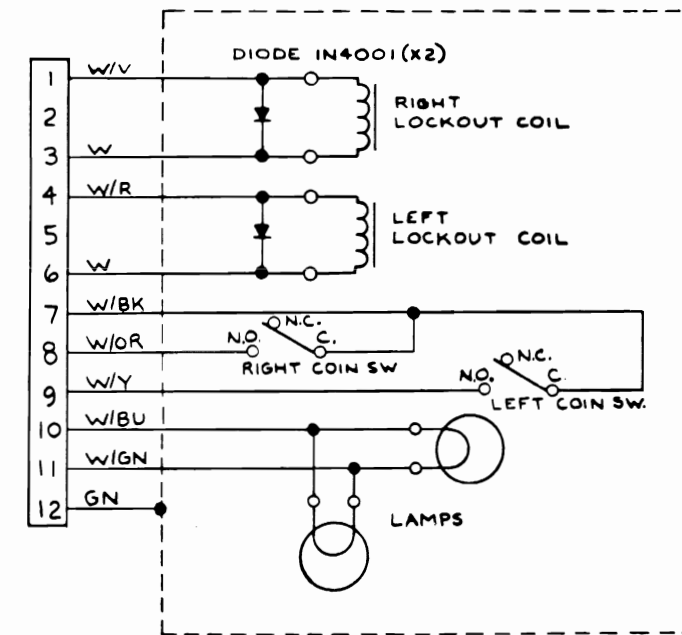 DIODE IN4001 (X2)
1 W/V
2
3 W
RIGHT
LOCKOUT COIL
4 W/R
5
6 W
LEFT
LOCKOUT COIL
7 W/BK
8 W/OR
N.O. N.C. C.
RIGHT COIN SW
9 W/Y
N.O. N.C. C.
LEFT COIN SW.
10 W/BU
11 W/GN
12 GN
LAMPS